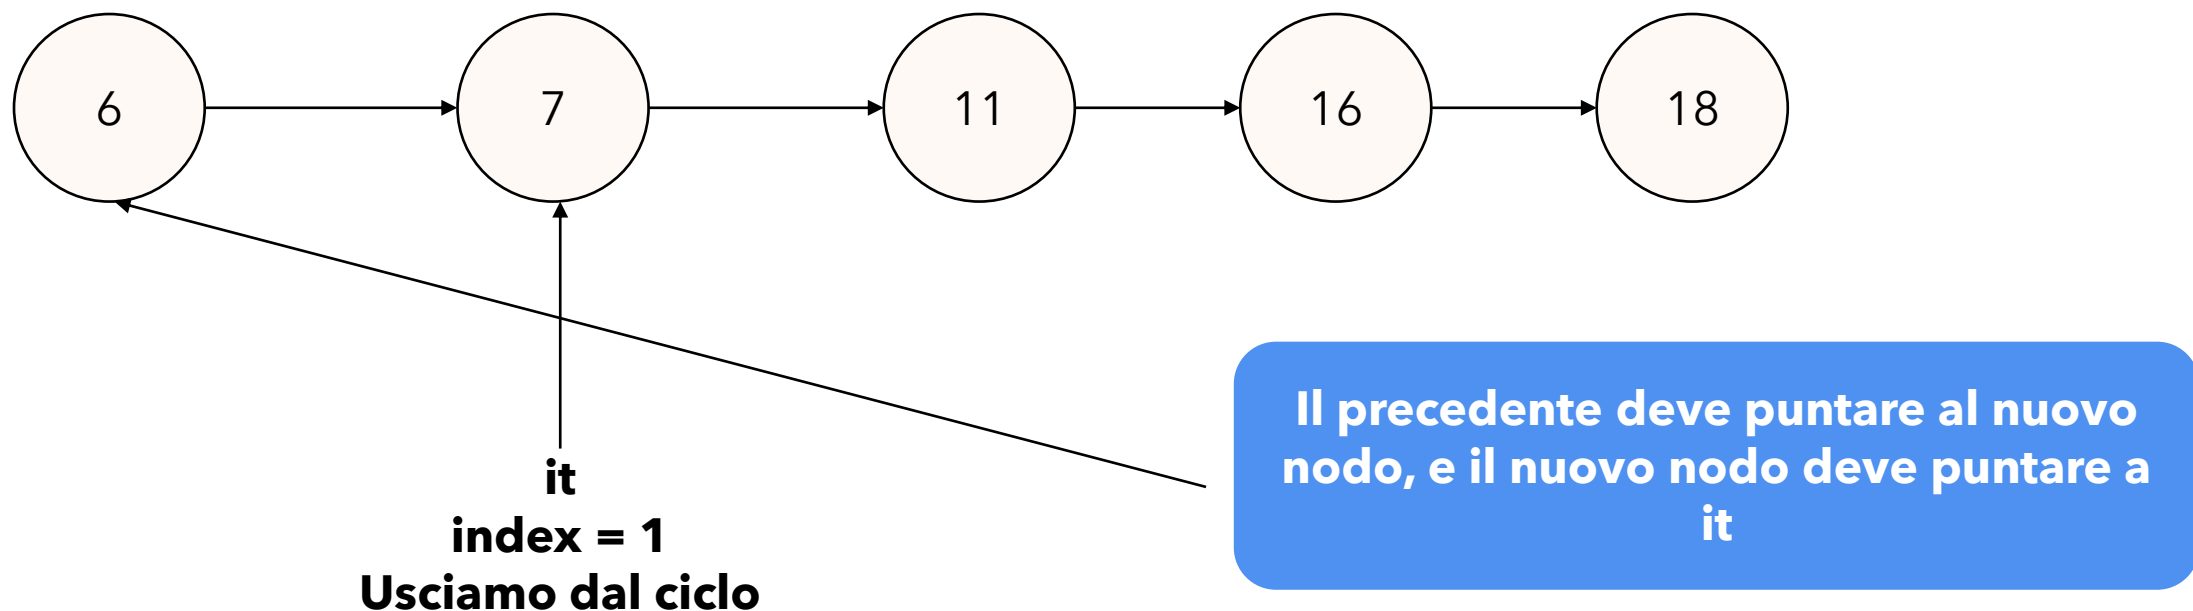 6
7
11
16
18
it
index = 1
Usciamo dal ciclo
Il precedente deve puntare al nuovo
nodo, e il nuovo nodo deve puntare a
it